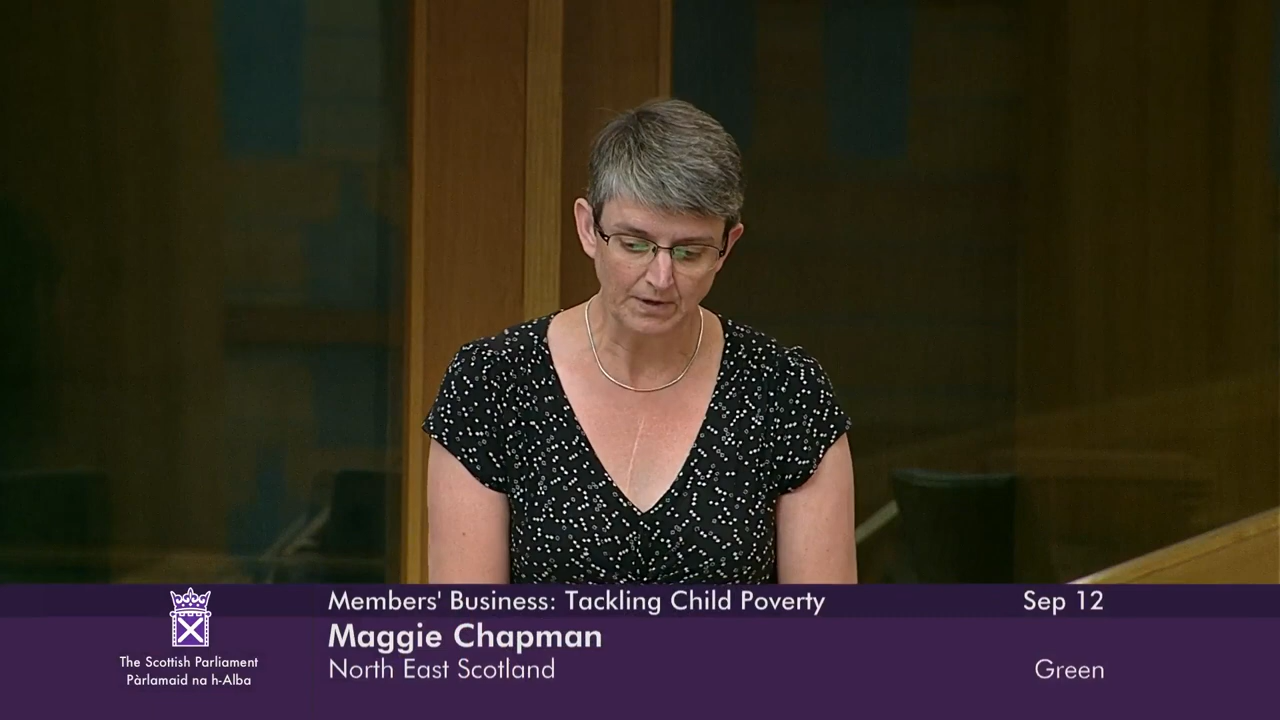 Members' Business: Tackling Child Poverty
Sep 12
Maggie Chapman
North East Scotland
Green
The Scottish Parliament
Pàrlamaid na h-Alba